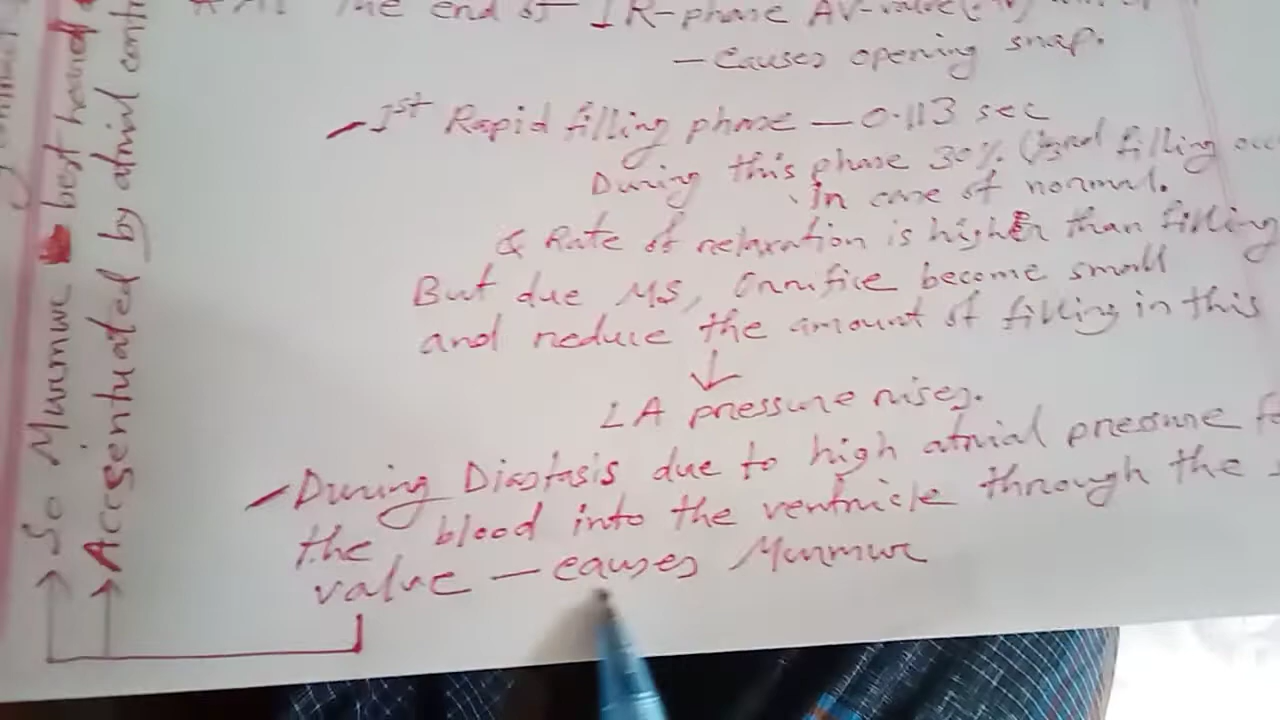 The end of IR-phase AV-valve
— Causes opening snap.
— 1st Rapid filling phase — 0.113 sec
During this phase 30% filling
In case of normal.
& Rate of relaxation is higher than filling
But due MS, Orrifice become small
and reduce the amount of filling in this
↓
LA pressure rises.
— During Diastasis due to high atrial pressure
the blood into the ventricle through the
valve — causes Murmur
→ So Murmur best heard
→ Accsentuated by atrial